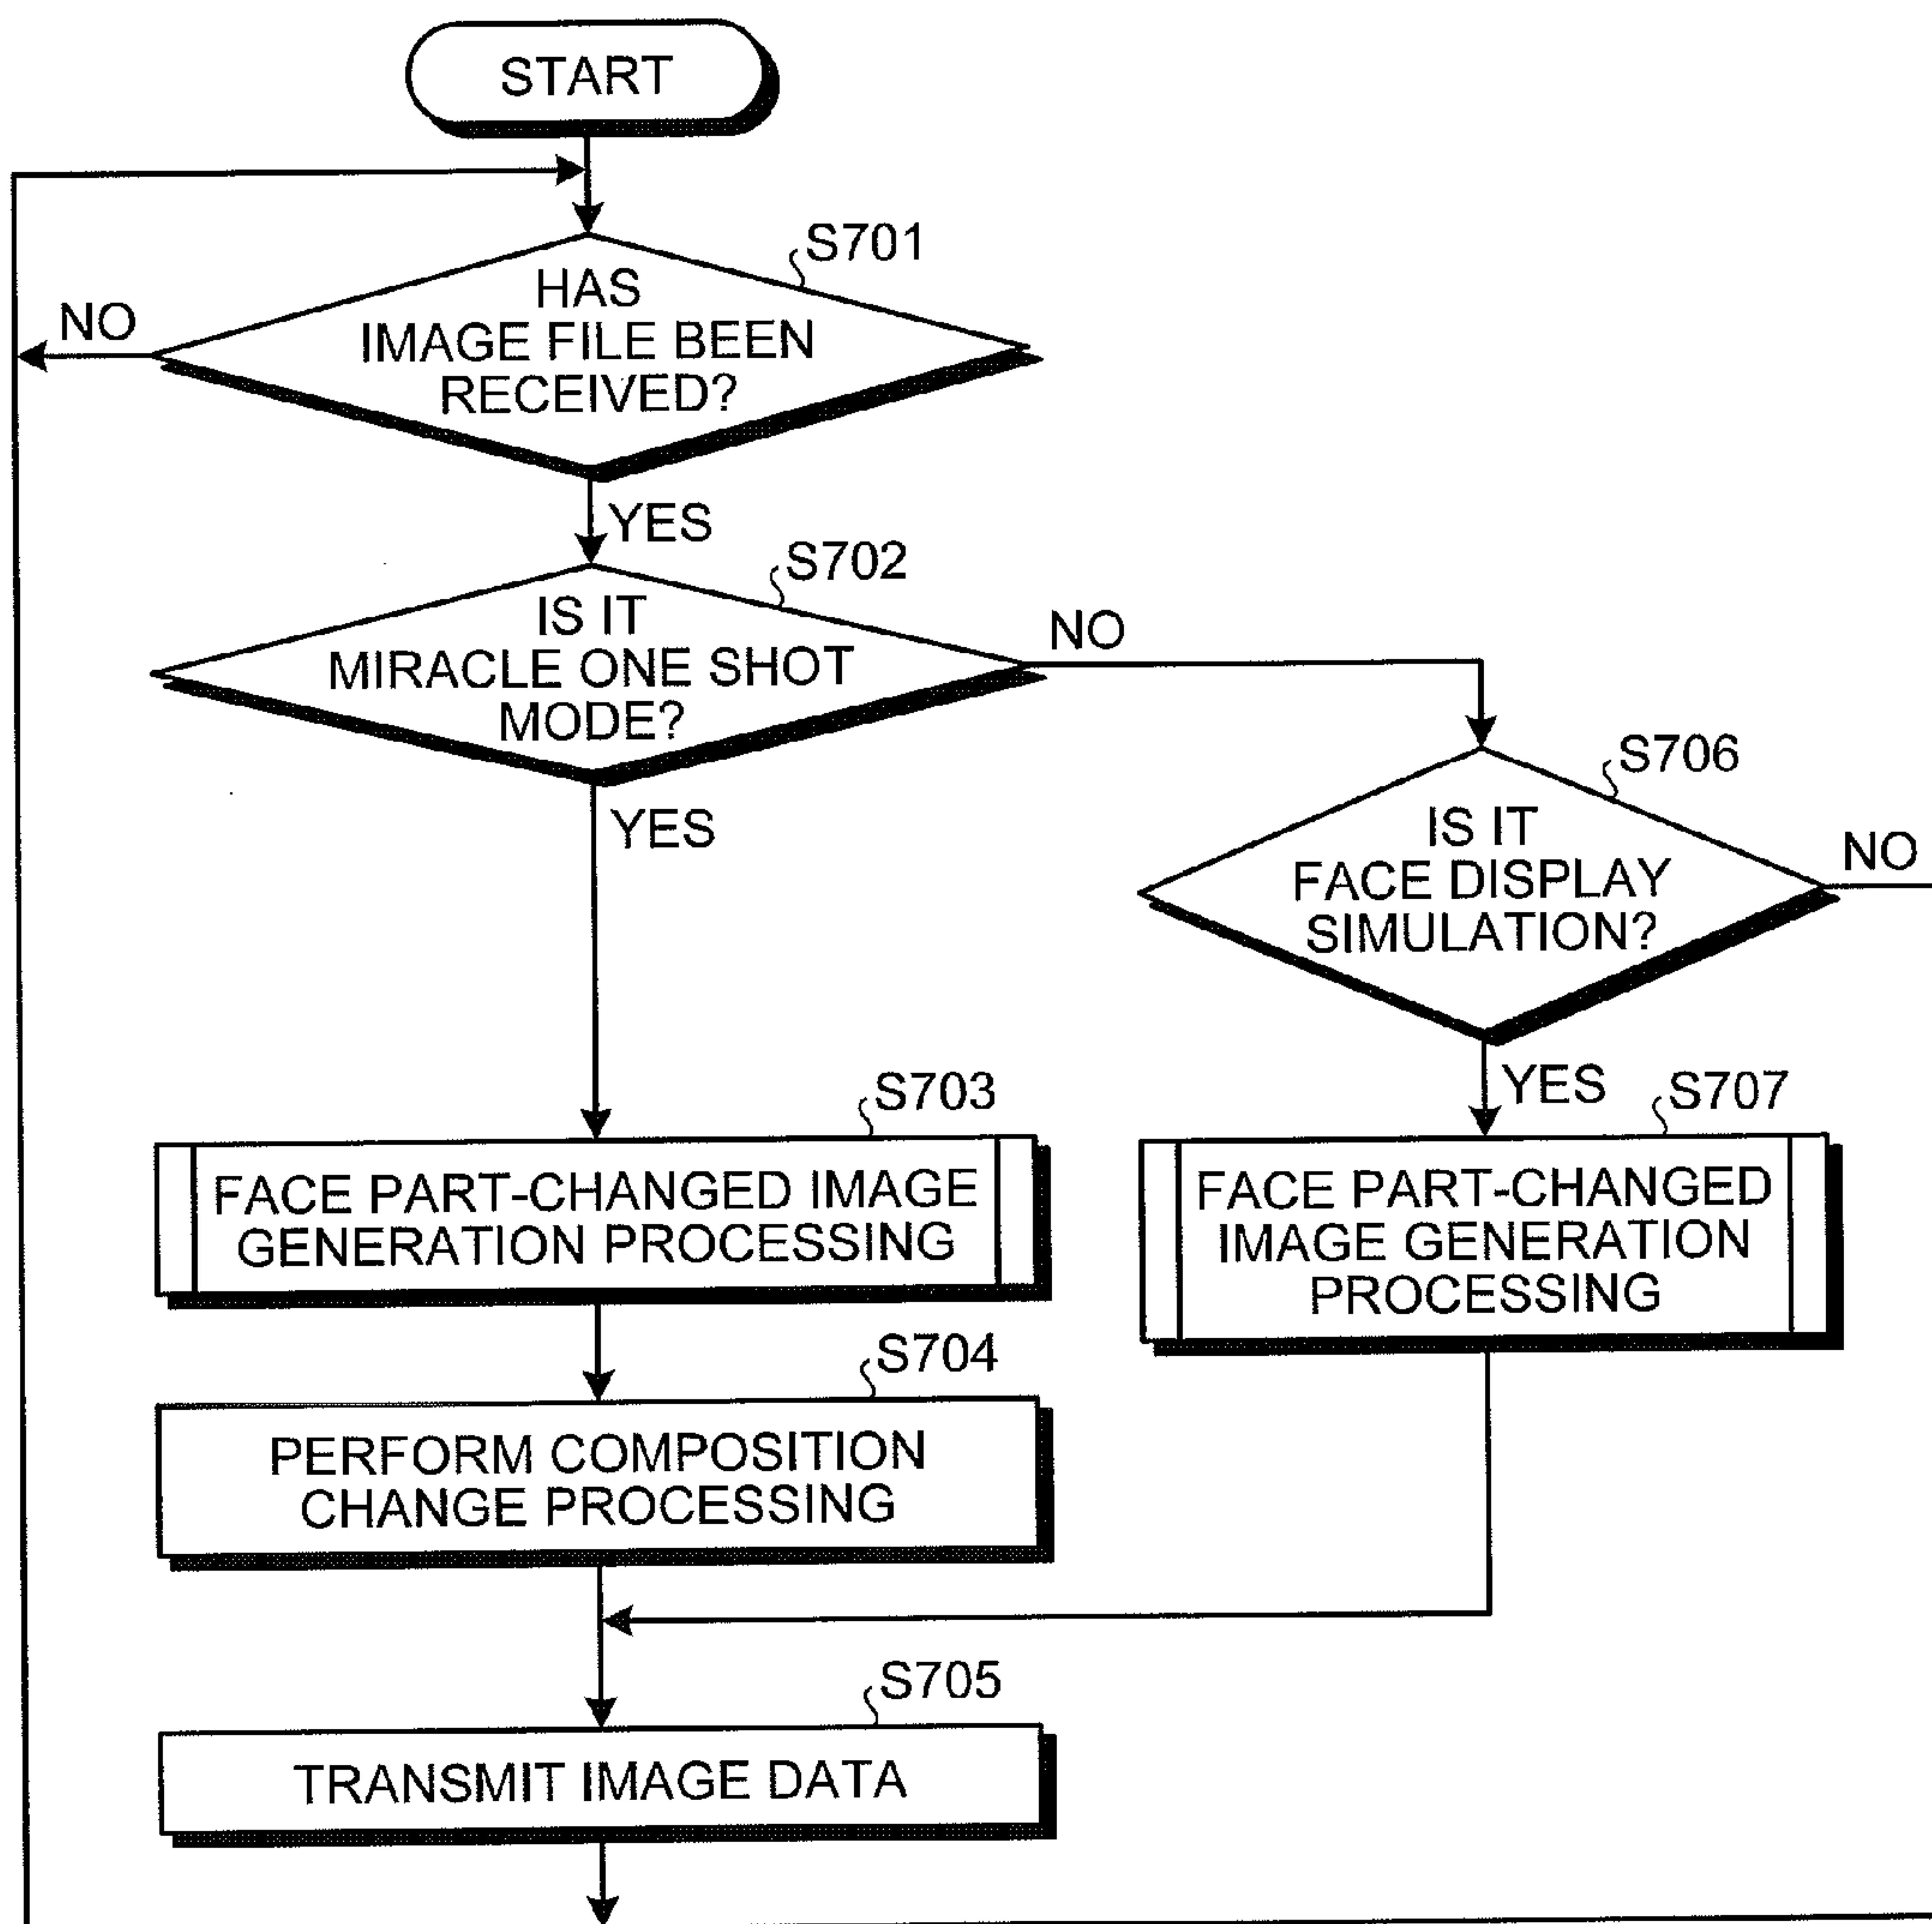 START
S701
HAS
IMAGE FILE BEEN
RECEIVED?
NO
YES
S702
IS IT
MIRACLE ONE SHOT
MODE?
NO
YES
S706
IS IT
FACE DISPLAY
SIMULATION?
NO
YES
S703
FACE PART-CHANGED IMAGE
GENERATION PROCESSING
S707
FACE PART-CHANGED
IMAGE GENERATION
PROCESSING
S704
PERFORM COMPOSITION
CHANGE PROCESSING
S705
TRANSMIT IMAGE DATA